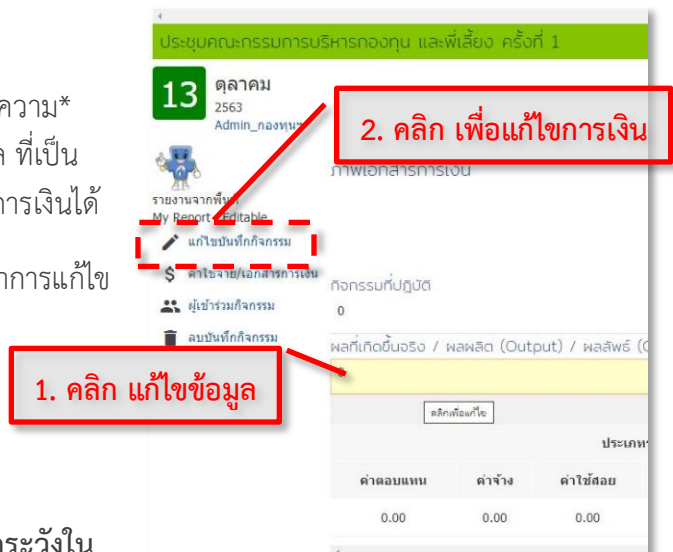 ประชุมคณะกรรมการบริหารกองทุน และพี่เลี้ยง ครั้งที่ 1
13
ตุลาคม
2563
Admin_กองทุนฯ
ความ*
ที่เป็น
การเงินได้
การแก้ไข
2. คลิก เพื่อแก้ไขการเงิน
ภาพเอกสารการเงิน
รายงานจากพื้นที่
My Report Editable
แก้ไขบันทึกกิจกรรม
$ ค่าใช้จ่าย/เอกสารการเงิน
ผู้เข้าร่วมกิจกรรม
ลบบันทึกกิจกรรม
กิจกรรมที่ปฎิบัติ
0
ผลที่เกิดขึ้นจริง / ผลผลิต (Output) / ผลลัพธ์
1. คลิก แก้ไขข้อมูล
คลิกเพื่อแก้ไข
ค่าตอบแทน ค่าจ้าง ค่าใช้สอย
0.00 0.00 0.00
ระวังใน